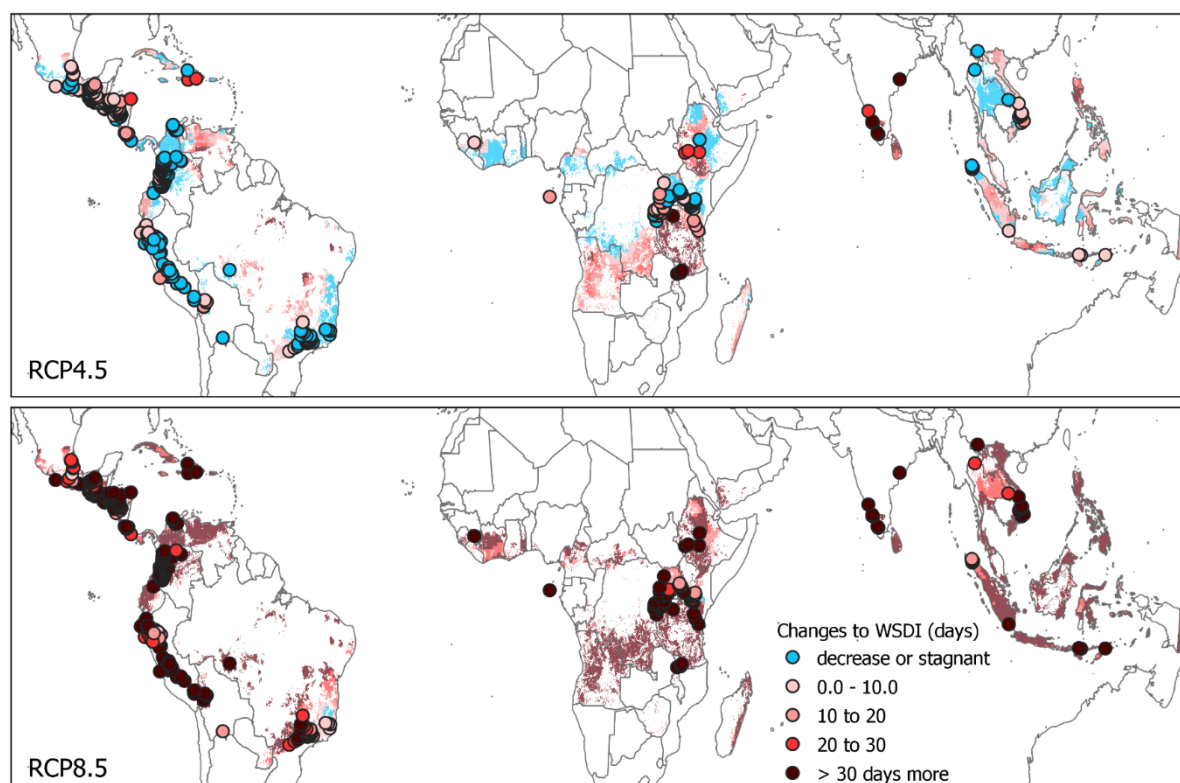 RCP4.5
Changes to WSDI (days)
decrease or stagnant
0.0 - 10.0
10 to 20
20 to 30
> 30 days more
RCP8.5